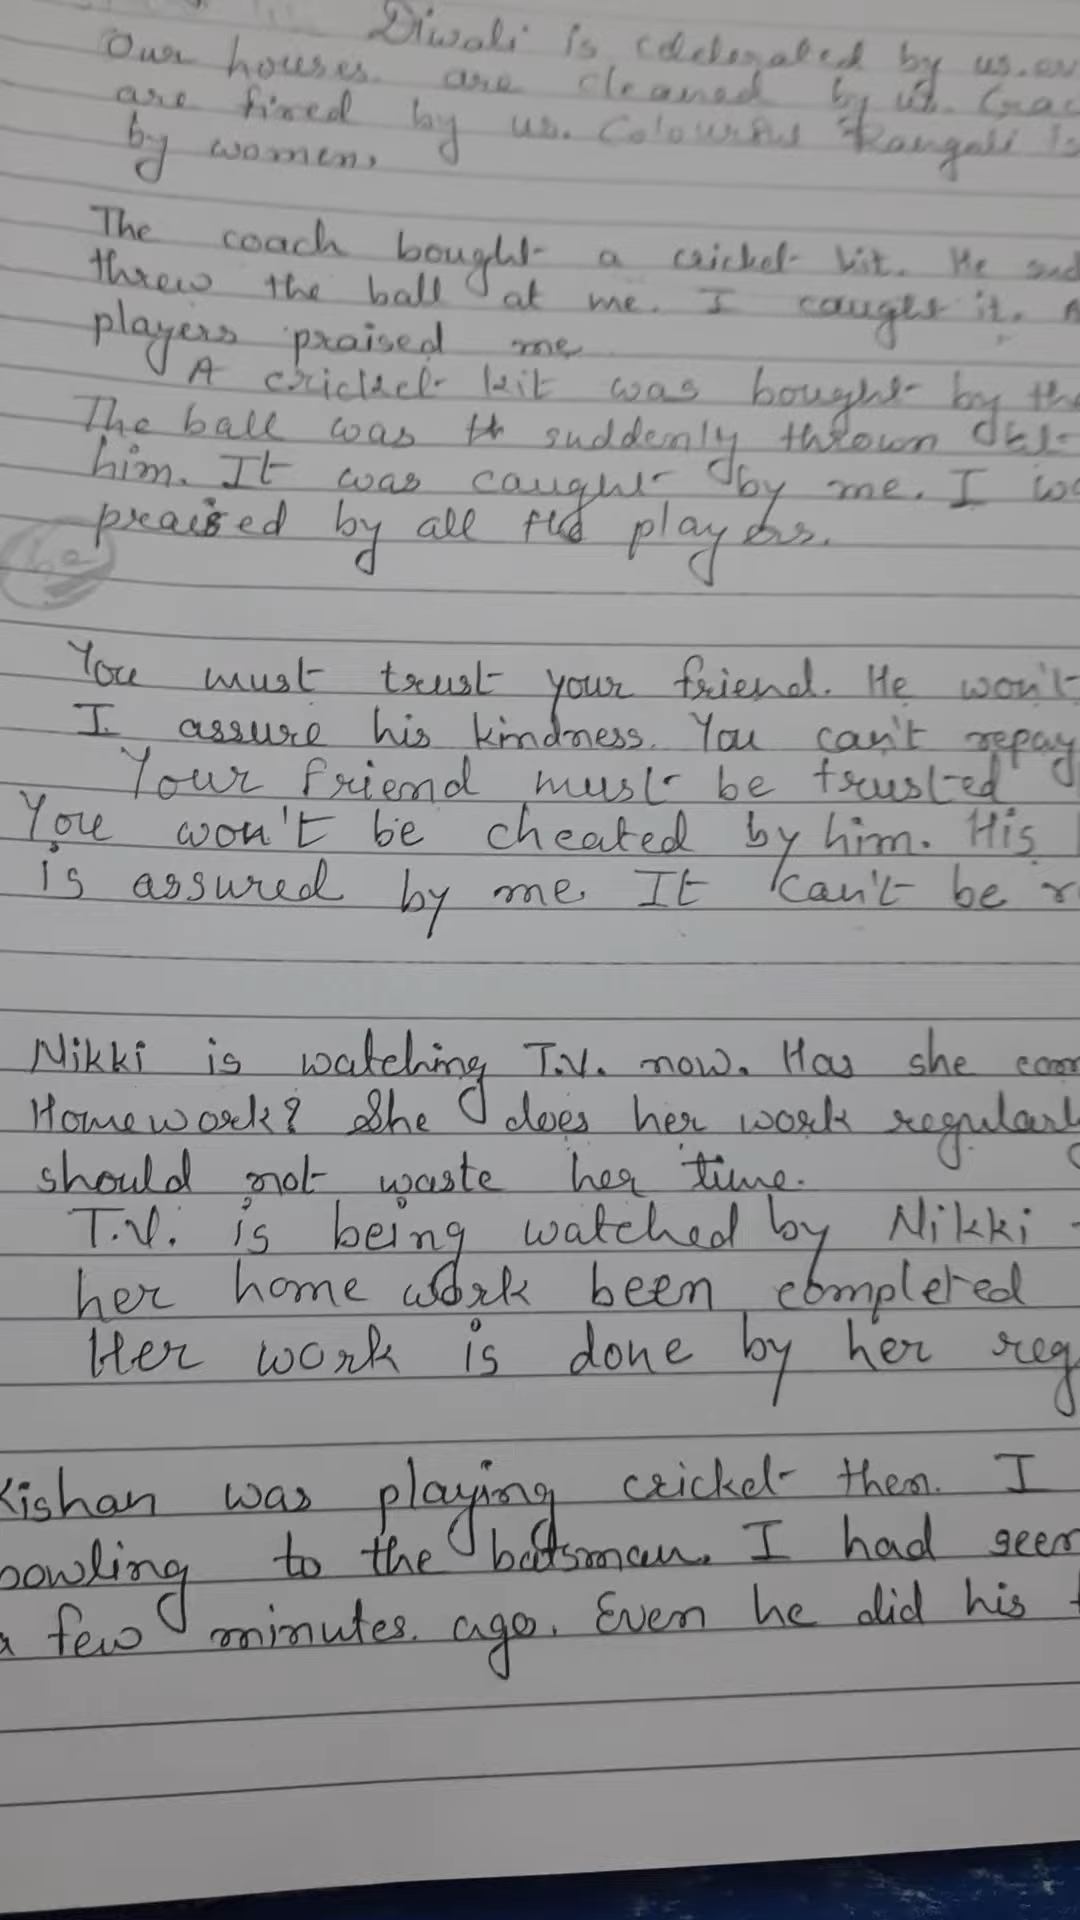 Diwali is celebrated by us.
Our houses are cleaned by us.
are fired by us. Colourful Rangali is
by women.
The coach bought a cricket kit. He
threw the ball at me. I caught it.
players praised me
A cricket kit was bought by the
The ball was th suddenly thrown at
him. It was caught by me. I
praised by all the players.
You must trust your friend. He won't
I assure his kindness. You can't repay
Your friend must be trusted
You won't be cheated by him. His
is assured by me. It can't be
Nikki is watching T.V. now. Has she
Homework? She does her work
should not waste her time.
T.V. is being watched by Nikki
her home work been completed
Her work is done by her
Kishan was playing cricket then. I
bowling to the batsman. I had
a few minutes. ago. Even he did his